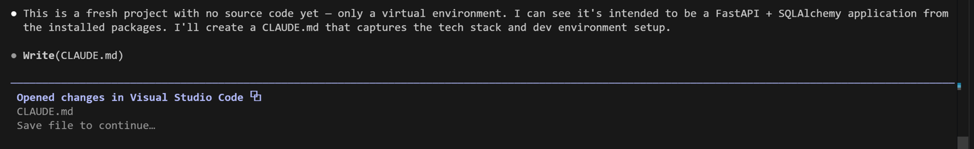 ● This is a fresh project with no source code yet — only a virtual environment. I can see it's intended to be a FastAPI + SQLAlchemy application from
the installed packages. I'll create a CLAUDE.md that captures the tech stack and dev environment setup.
● Write(CLAUDE.md)
Opened changes in Visual Studio Code ⧉
CLAUDE.md
Save file to continue…